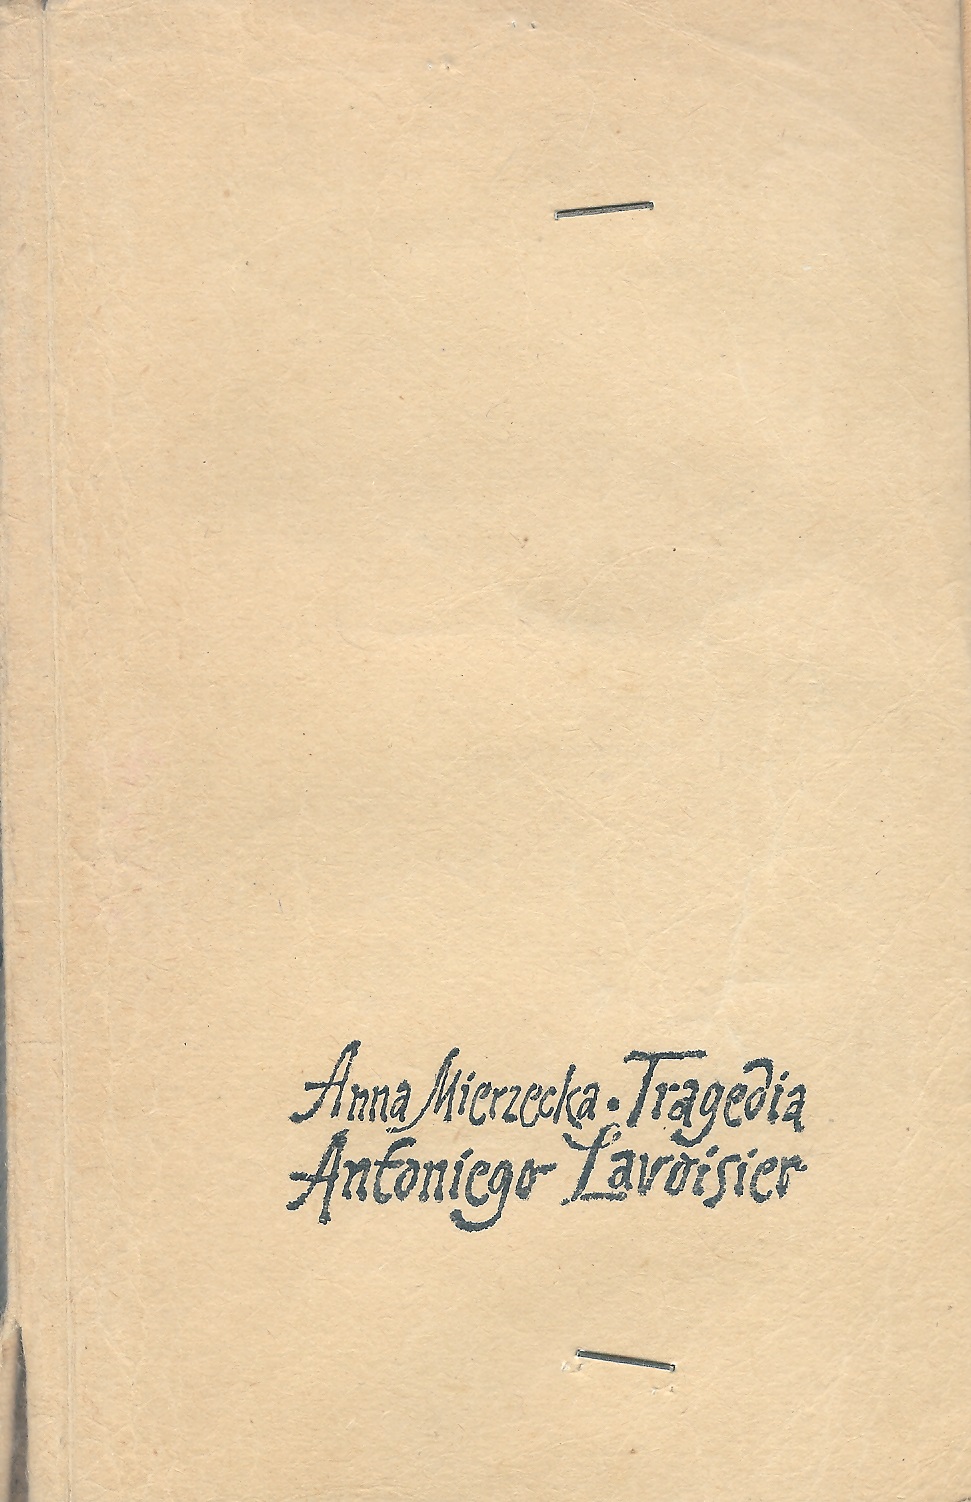 Anna Mierzecka • Tragedia
Antoniego Lavoisier